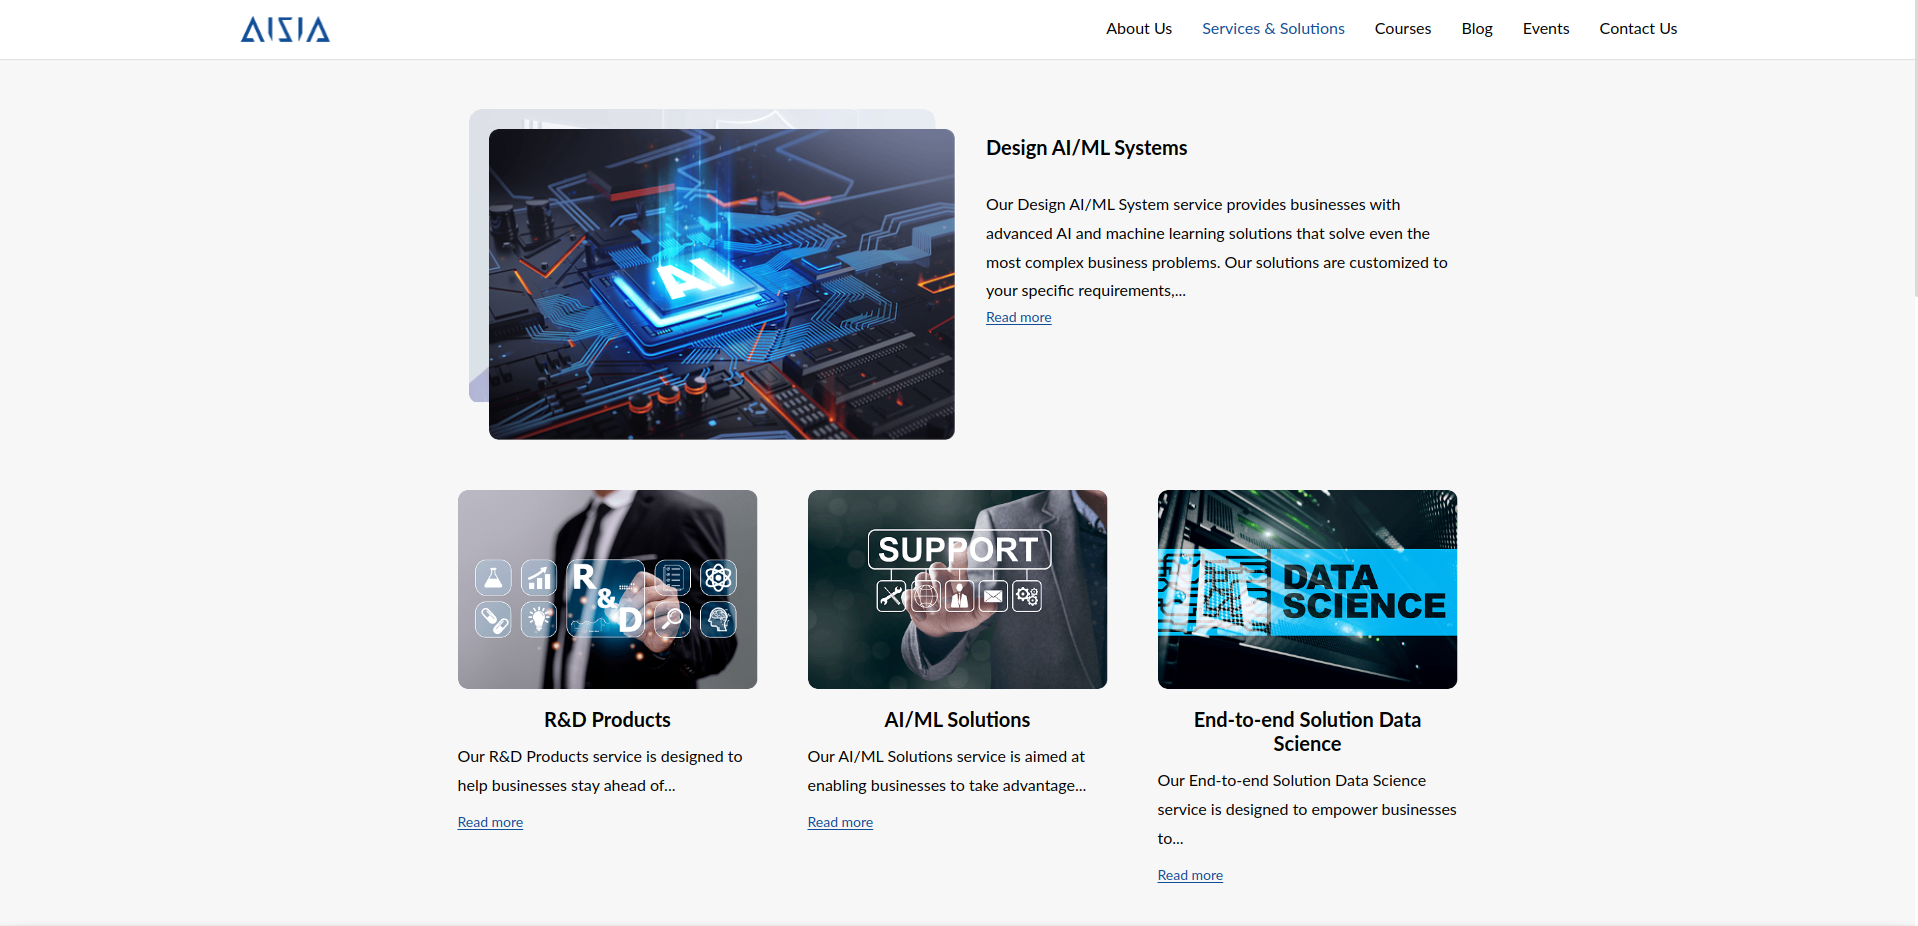 AISIA
About Us
Services & Solutions
Courses
Blog
Events
Contact Us
AI
Design AI/ML Systems
Our Design AI/ML System service provides businesses with
advanced AI and machine learning solutions that solve even the
most complex business problems. Our solutions are customized to
your specific requirements,...
Read more
R
&
D
SUPPORT
DATA
SCIENCE
R&D Products
Our R&D Products service is designed to
help businesses stay ahead of...
Read more
AI/ML Solutions
Our AI/ML Solutions service is aimed at
enabling businesses to take advantage...
Read more
End-to-end Solution Data
Science
Our End-to-end Solution Data Science
service is designed to empower businesses
to...
Read more